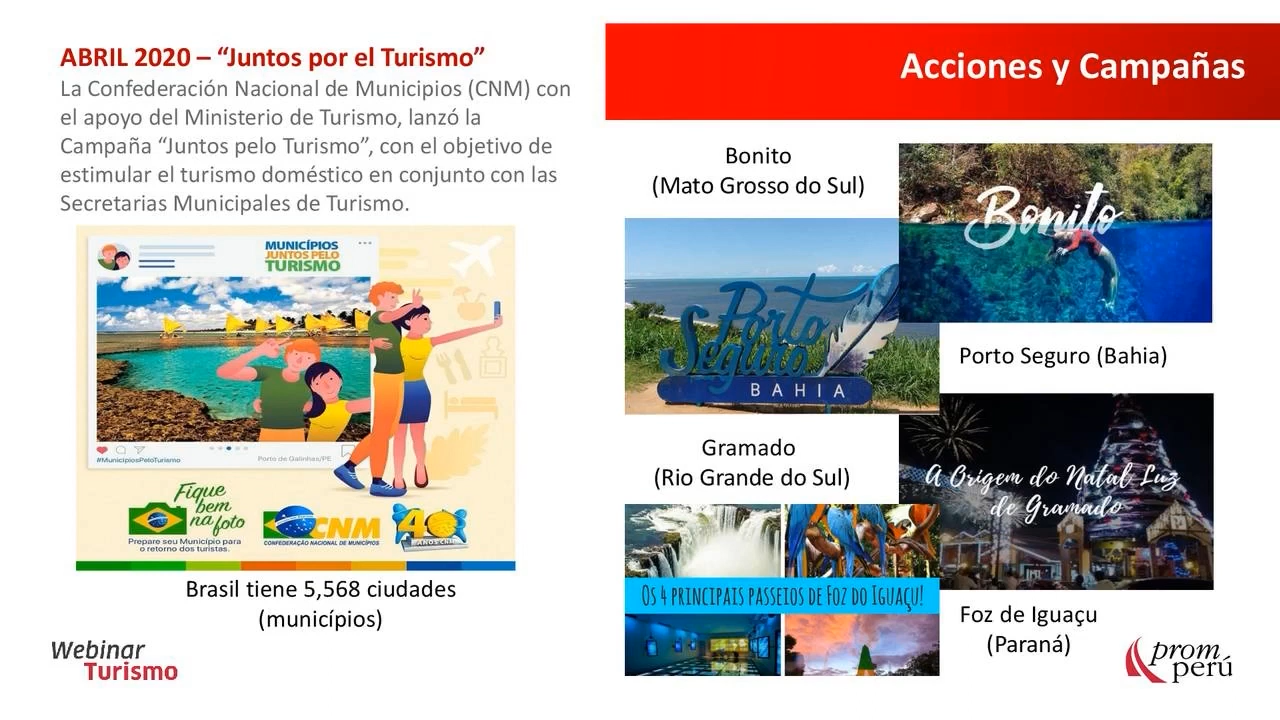 ABRIL 2020 – “Juntos por el Turismo”
La Confederación Nacional de Municipios (CNM) con
el apoyo del Ministerio de Turismo, lanzó la
Campaña “Juntos pelo Turismo”, con el objetivo de
estimular el turismo doméstico en conjunto con las
Secretarias Municipales de Turismo.
MUNICÍPIOS
JUNTOS PELO
TURISMO
#MunicipiosPeloTurismo
Porto de Galinhas/PE
Fique
bem
na foto
Prepare seu Município para
o retorno dos turistas.
CNM
CONFEDERAÇÃO NACIONAL DE MUNICÍPIOS
40
ANOS CNM
Brasil tiene 5,568 ciudades
(municípios)
Webinar
Turismo
Acciones y Campañas
Bonito
(Mato Grosso do Sul)
Bonito
Porto
Seguro
BAHIA
Porto Seguro (Bahia)
Gramado
(Rio Grande do Sul)
A Origem do Natal Luz
de Gramado
Os 4 principais passeios de Foz do Iguaçu!
Foz de Iguaçu
(Paraná)
prom
perú